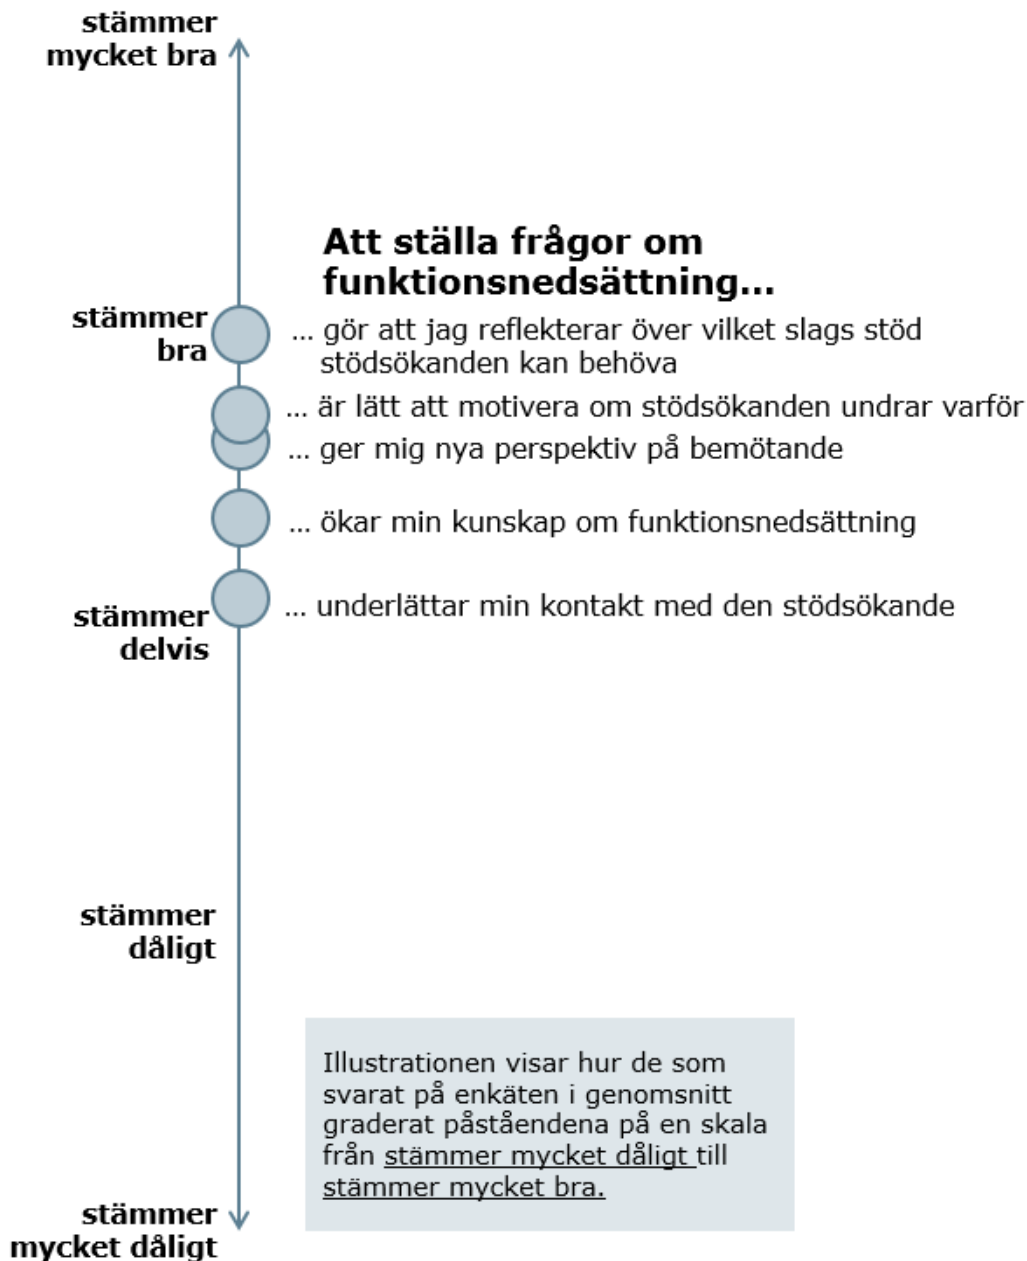 stämmer
mycket bra
Att ställa frågor om
funktionsnedsättning...
stämmer
bra
... gör att jag reflekterar över vilket slags stöd
stödsökanden kan behöva
... är lätt att motivera om stödsökanden undrar varför
... ger mig nya perspektiv på bemötande
... ökar min kunskap om funktionsnedsättning
... underlättar min kontakt med den stödsökande
stämmer
delvis
stämmer
dåligt
Illustrationen visar hur de som
svarat på enkäten i genomsnitt
graderat påståendena på en skala
från stämmer mycket dåligt till
stämmer mycket bra.
stämmer
mycket dåligt